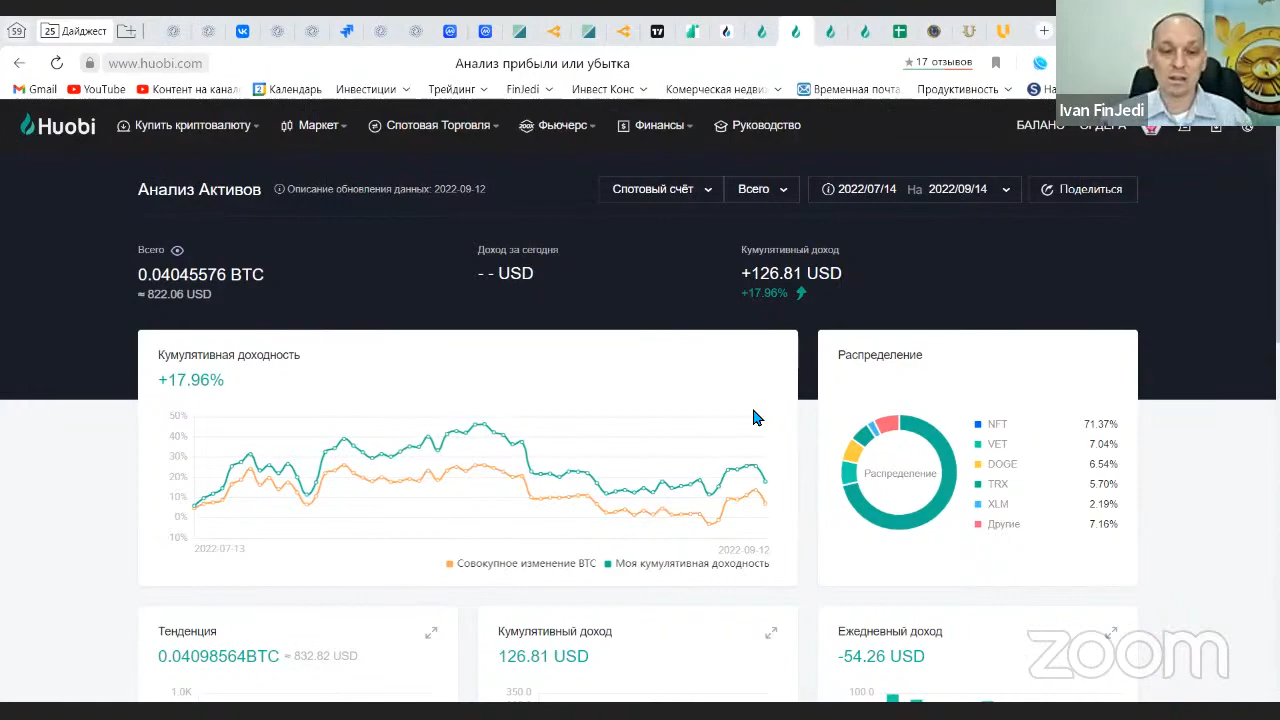 59
25 Дайджест
www.huobi.com
Анализ прибыли или убытка
★ 17 отзывов
Gmail YouTube Контент на канал Календарь Инвестиции Трейдинг FinJedi Инвест Конс Комерческая недви Временная почта Продуктивность На
Ivan FinJedi
Huobi Купить криптовалюту Маркет Спотовая Торговля Фьючерс Финансы Руководство БАЛАНС ОРДЕРА
Анализ Активов Описание обновления данных: 2022-09-12 Спотовый счёт Всего 2022/07/14 На 2022/09/14 Поделиться
Всего Доход за сегодня Кумулятивный доход
0.04045576 BTC - - USD +126.81 USD
≈ 822.06 USD +17.96%
Кумулятивная доходность
+17.96%
50%
40%
30%
20%
10%
0%
10%
2022-07-13 2022-09-12
Совокупное изменение BTC Моя кумулятивная доходность
Распределение
Распределение
NFT 71.37%
VET 7.04%
DOGE 6.54%
TRX 5.70%
XLM 2.19%
Другие 7.16%
Тенденция
0.04098564BTC ≈ 832.82 USD
1.0K
Кумулятивный доход
126.81 USD
350.0
Ежедневный доход
-54.26 USD
100.0
zoom